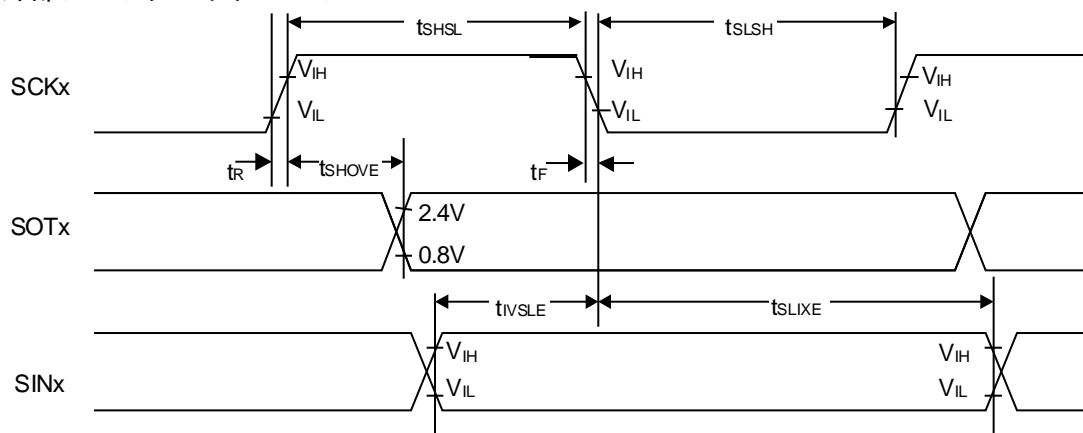 tSHSL tSLSH
SCKx
VIH VIH VIH
VIL VIL VIL
tR tSHOVE tF
SOTx
2.4V
0.8V
tIVSLE tSLIXE
SINx
VIH VIH
VIL VIL